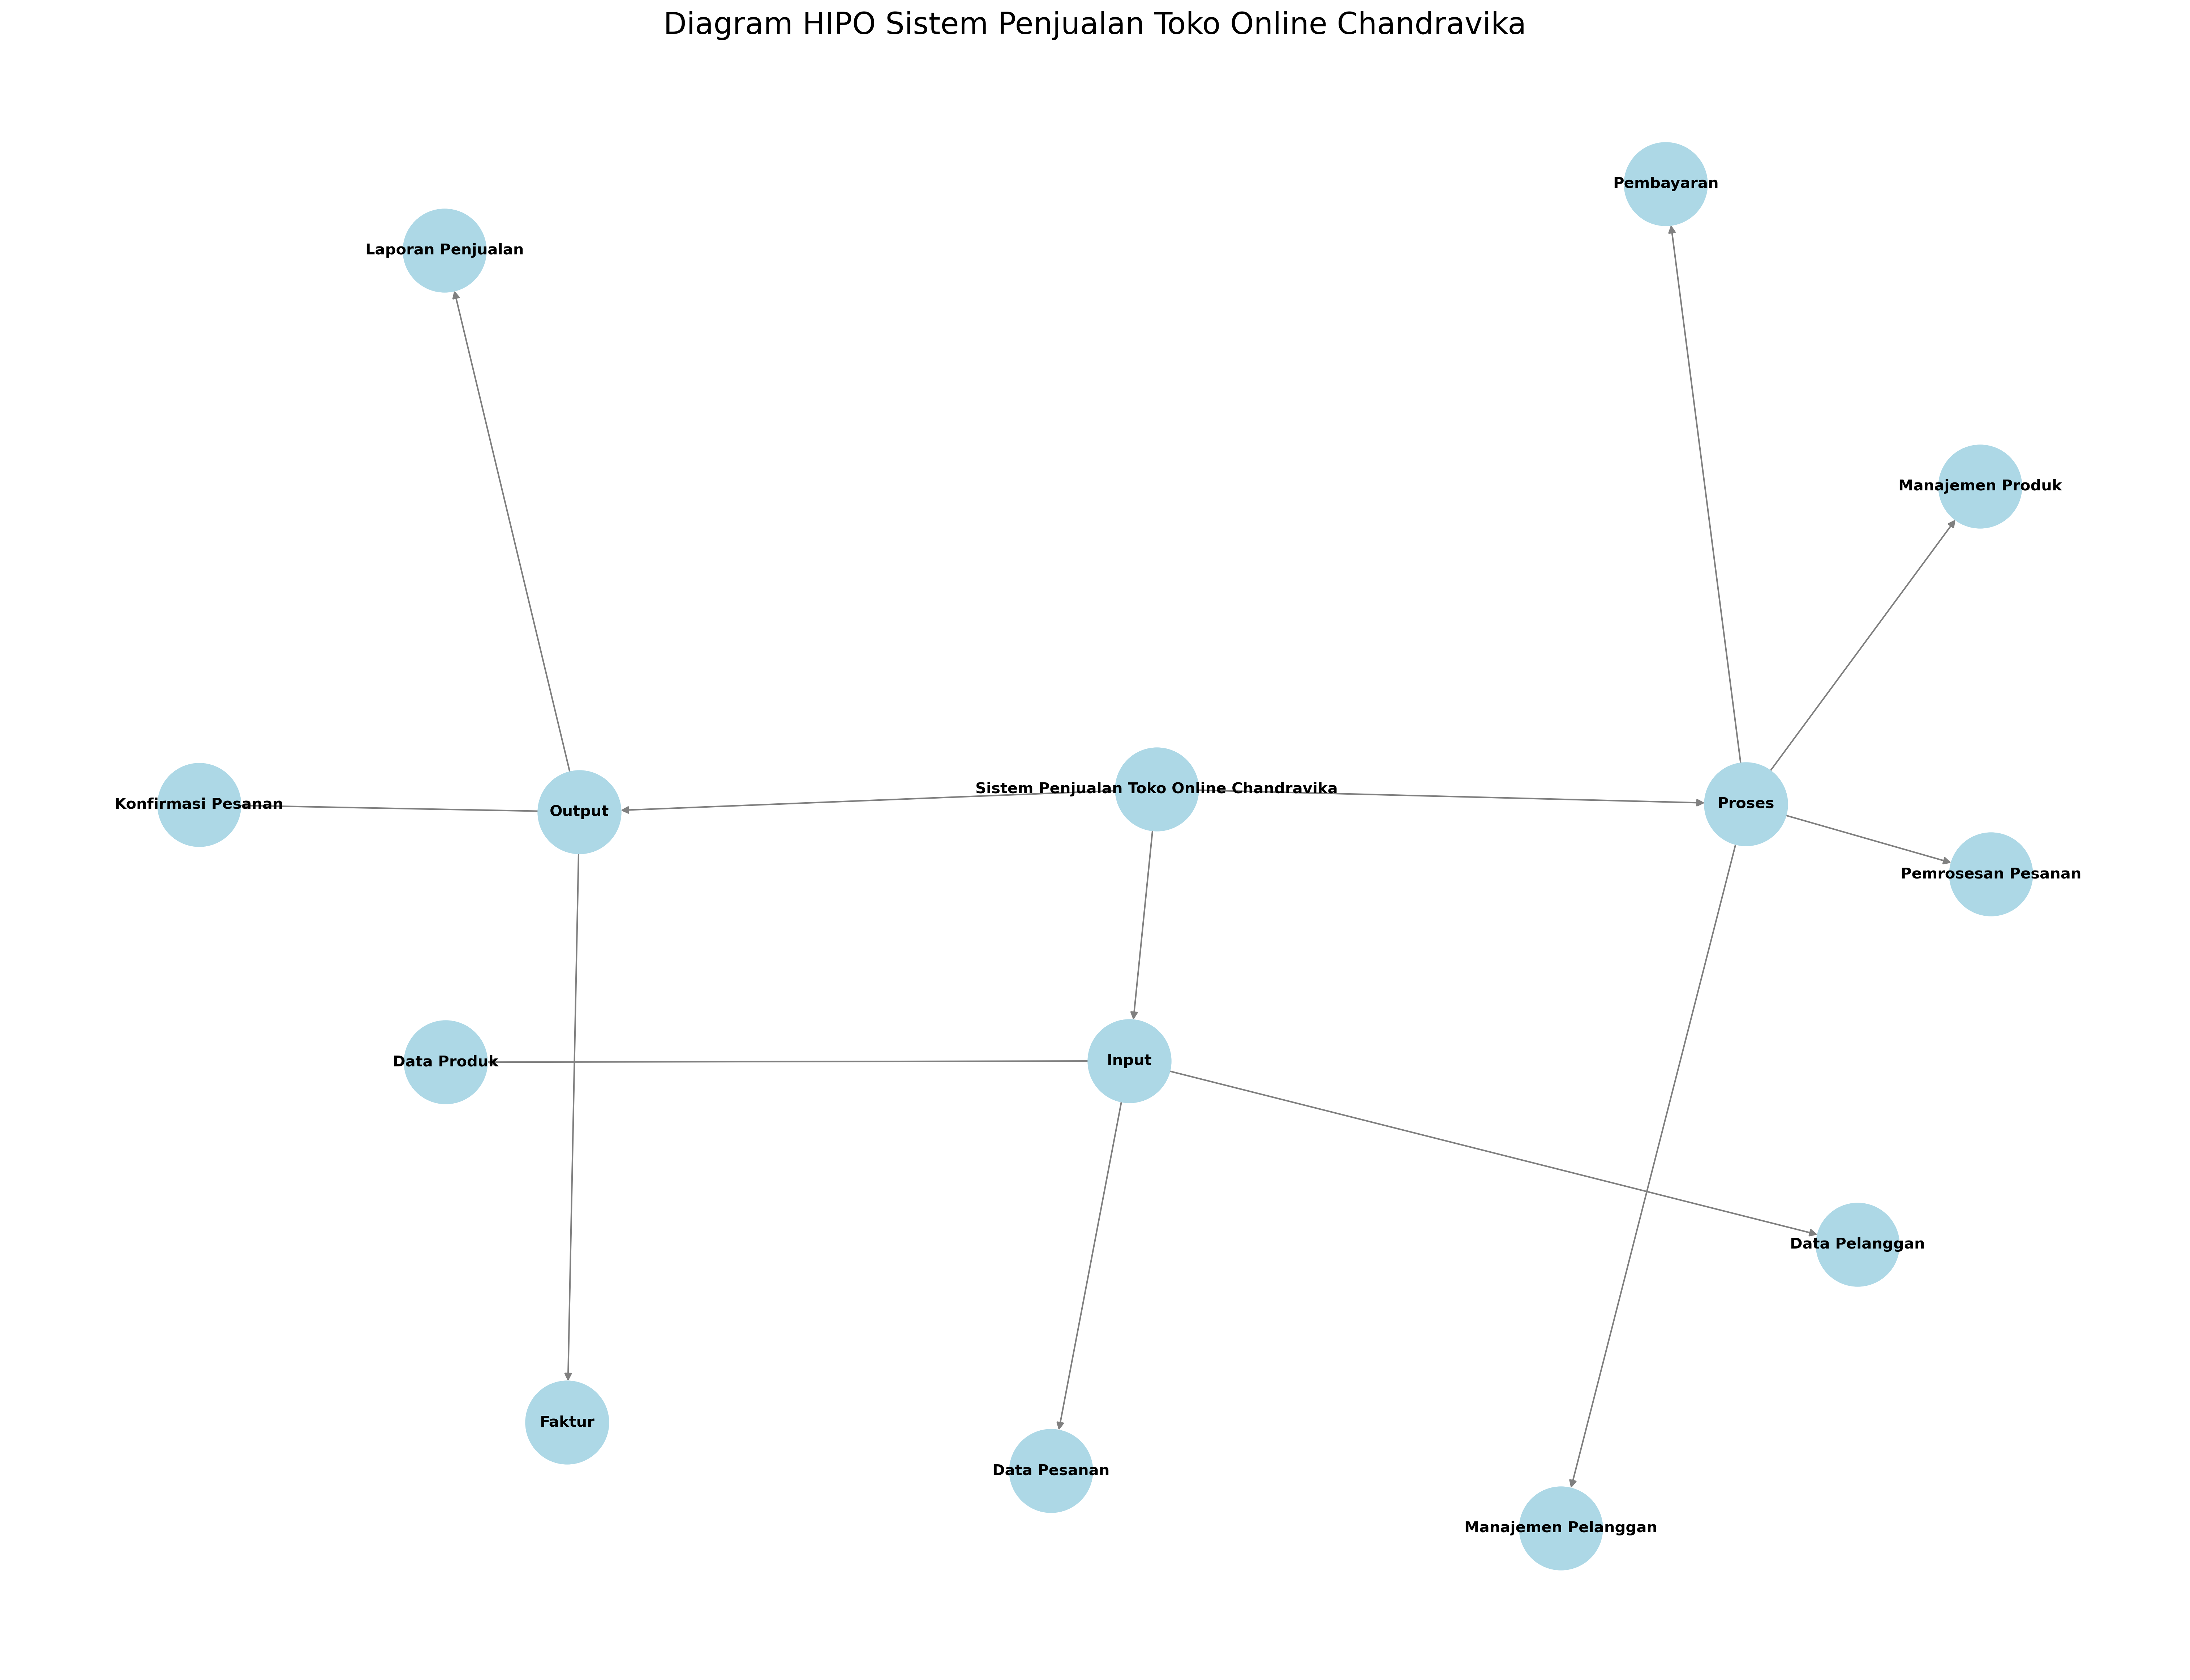 Diagram HIPO Sistem Penjualan Toko Online Chandravika
Pembayaran
Laporan Penjualan
Manajemen Produk
Sistem Penjualan Toko Online Chandravika
Konfirmasi Pesanan
Output
Proses
Pemrosesan Pesanan
Data Produk
Input
Data Pelanggan
Faktur
Data Pesanan
Manajemen Pelanggan